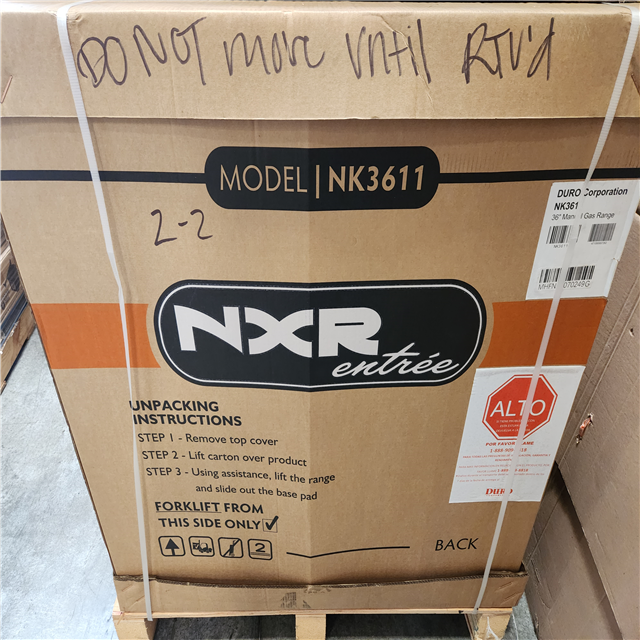 DO NOT move until RTV'd
MODEL | NK3611
2-2
DURO Corporation
NK361
36" Man l Gas Range
NXR
entrée
UNPACKING
INSTRUCTIONS
STEP 1 - Remove top cover
STEP 2 - Lift carton over product
STEP 3 - Using assistance, lift the range
and slide out the base pad
FORKLIFT FROM
THIS SIDE ONLY
2
BACK
ALTO
POR FAVOR LAME
DURO